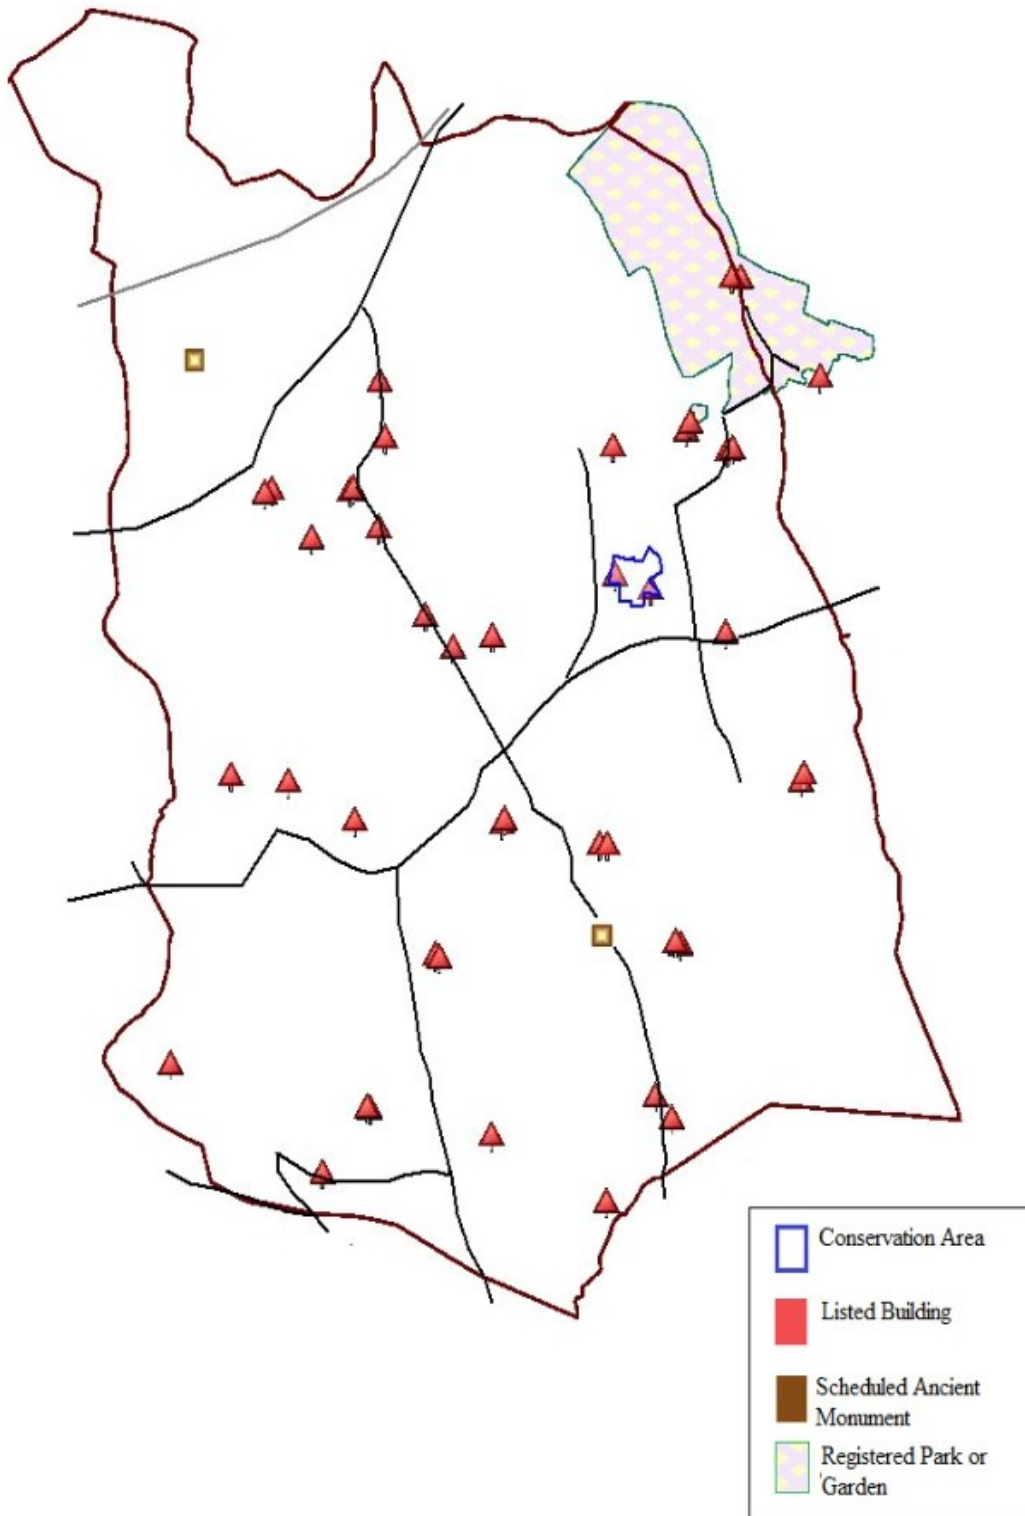 Conservation Area
Listed Building
Scheduled Ancient
Monument
Registered Park or
Garden